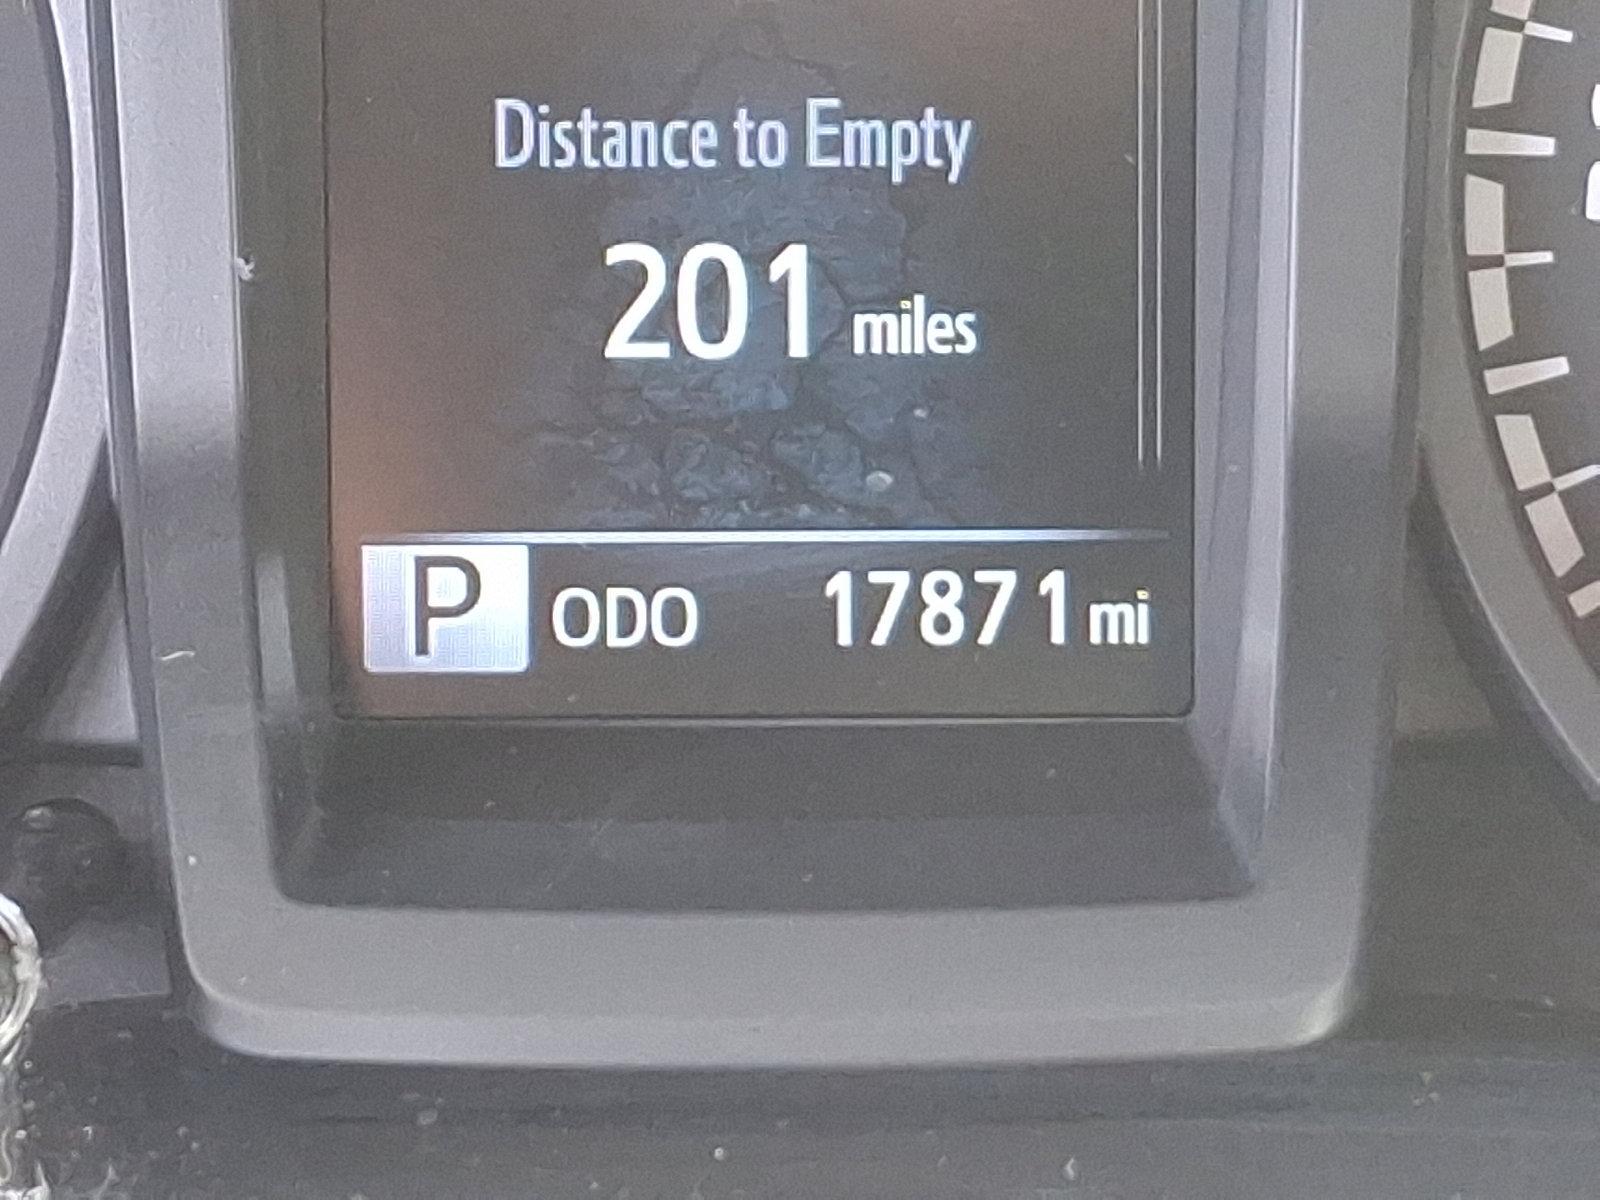 Distance to Empty
201 miles
P ODO 17871 mi